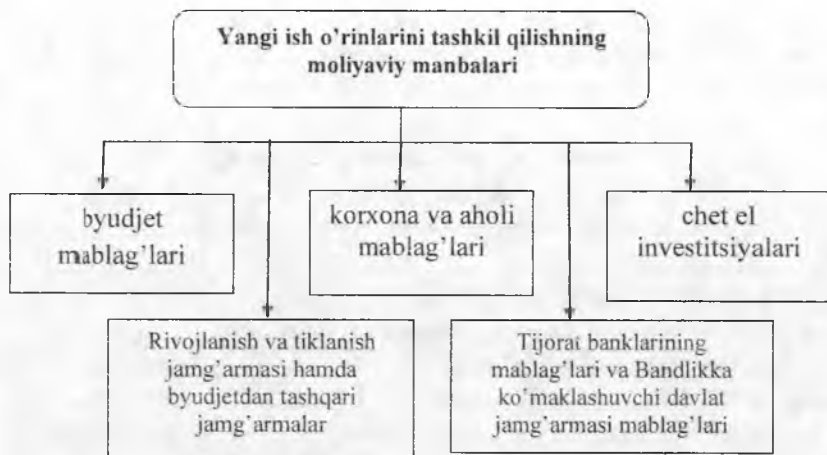 Yangi ish o'rinlarini tashkil qilishning
moliyaviy manbalari
byudjet
mablag'lari
korxona va aholi
mablag'lari
chet el
investitsiyalari
Rivojlanish va tiklanish
jamg'armasi hamda
byudjetdan tashqari
jamg'armalar
Tijorat banklarining
mablag'lari va Bandlikka
ko'maklashuvchi davlat
jamg'armasi mablag'lari